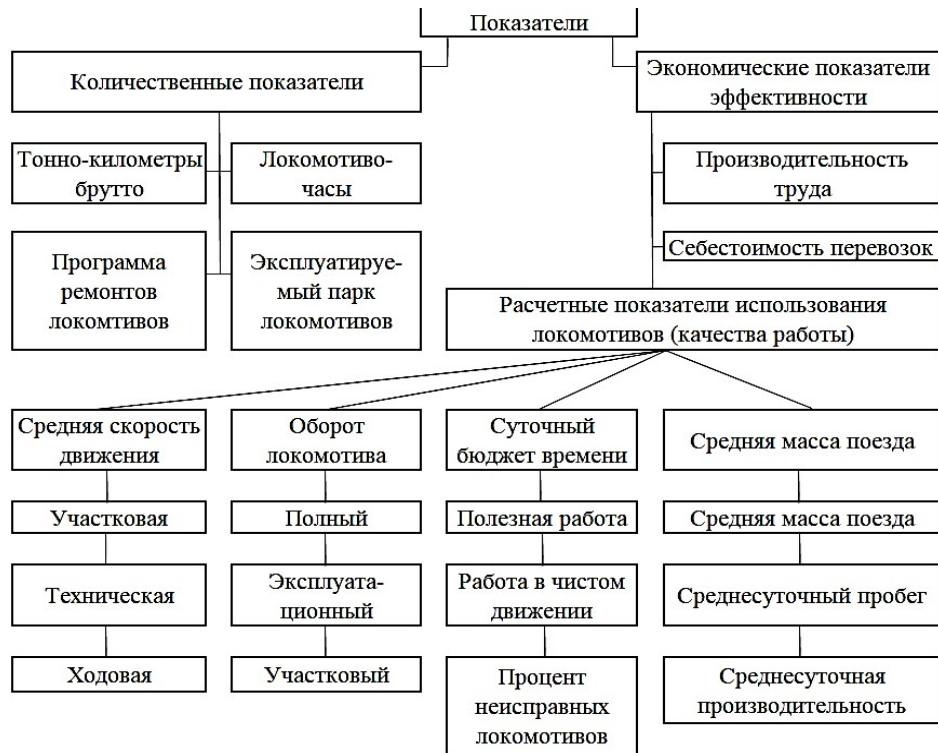 Показатели
Количественные показатели
Экономические показатели
эффективности
Тонно-километры
брутто
Локомотиво-
часы
Производительность
труда
Себестоимость перевозок
Программа
ремонтов
локомтивов
Эксплуатируе-
мый парк
локомотивов
Расчетные показатели использования
локомотивов (качества работы)
Средняя скорость
движения
Оборот
локомотива
Суточный
бюджет времени
Средняя масса поезда
Участковая
Полный
Полезная работа
Средняя масса поезда
Техническая
Эксплуата-
ционный
Работа в чистом
движении
Среднесуточный пробег
Ходовая
Участковый
Процент
неисправных
локомотивов
Среднесуточная
производительность